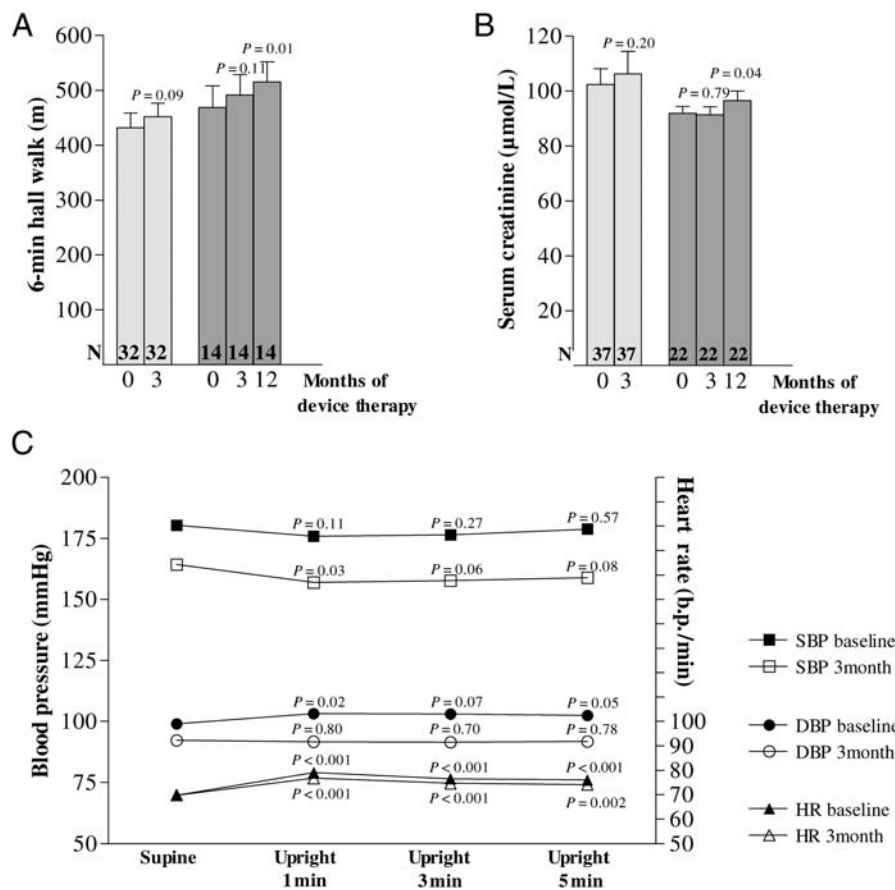 A
600
500
400
300
200
100
6-min hall walk (m)
P = 0.09
P = 0.11
P = 0.01
N 32 32 14 14 14
0 3 0 3 12 Months of
device therapy
B
120
100
80
60
40
20
Serum creatinine (µmol/L)
P = 0.20
P = 0.79
P = 0.04
N 37 37 22 22 22
0 3 0 3 12 Months of
device therapy
C
200
175
150
125
100
75
50
Blood pressure (mmHg)
P = 0.11 P = 0.27 P = 0.57
P = 0.03 P = 0.06 P = 0.08
P = 0.02 P = 0.07 P = 0.05
P = 0.80 P = 0.70 P = 0.78
P < 0.001 P < 0.001 P < 0.001
P < 0.001 P < 0.001 P = 0.002
Supine Upright Upright Upright
1min 3min 5min
Heart rate (b.p./min)
100
90
80
70
60
50
SBP baseline
SBP 3month
DBP baseline
DBP 3month
HR baseline
HR 3month